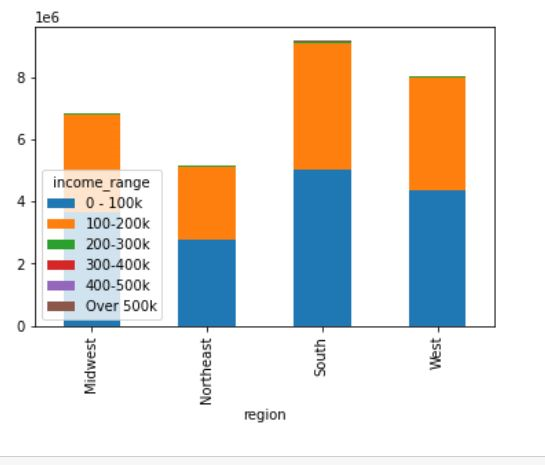 1e6
8
6
4
2
0
income_range
0 - 100k
100-200k
200-300k
300-400k
400-500k
Over 500k
Midwest
Northeast
South
West
region